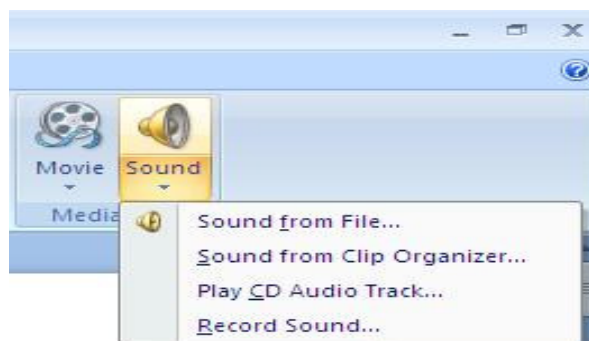 Movie Sound
Media
Sound from File...
Sound from Clip Organizer...
Play CD Audio Track...
Record Sound...